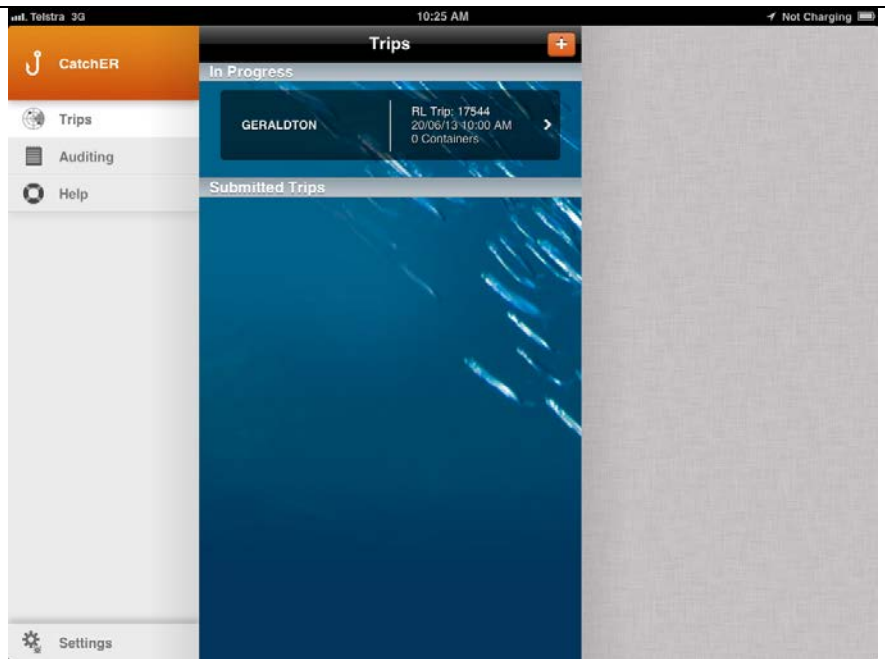 Telstra 3G 10:25 AM Not Charging
CatchER
Trips
Auditing
Help
Settings
Trips +
In Progress
GERALDTON
RL Trip: 17544
20/06/13 10:00 AM
0 Containers
Submitted Trips